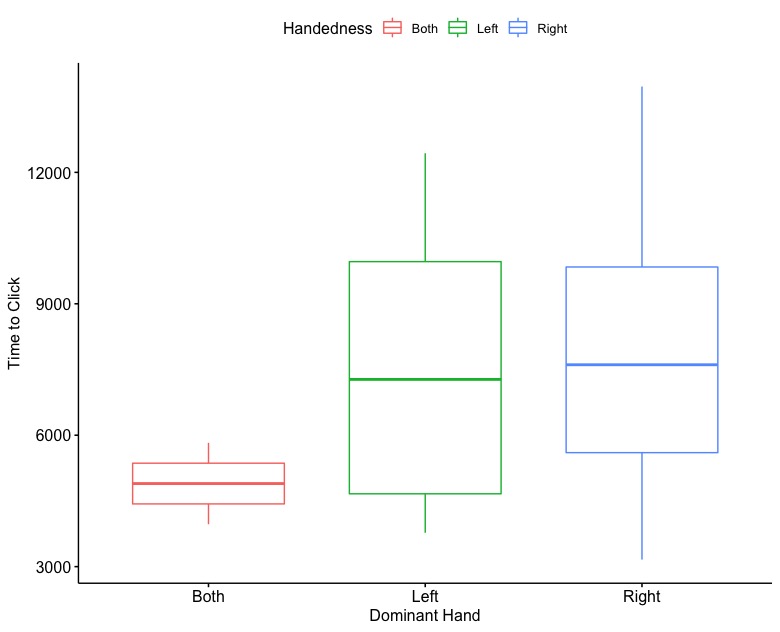 Handedness Both Left Right
12000
9000
6000
3000
Time to Click
Both Left Right
Dominant Hand